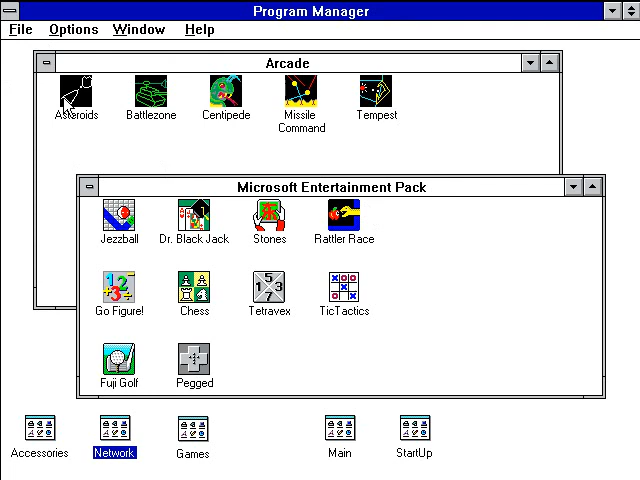 Program Manager
File Options Window Help
Arcade
Asteroids Battlezone Centipede Missile Command Tempest
Microsoft Entertainment Pack
Jezzball Dr. Black Jack Stones Rattler Race
Go Figure! Chess Tetravex TicTactics
Fuji Golf Pegged
Accessories Network Games Main StartUp